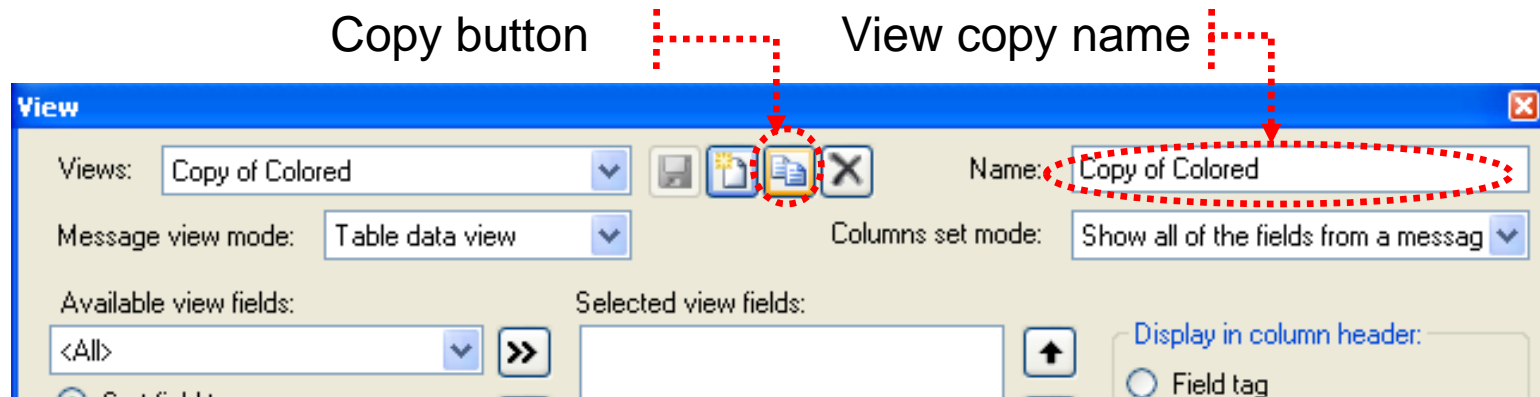 Copy button View copy name
View
Views: Copy of Colored Name: Copy of Colored
Message view mode: Table data view Columns set mode: Show all of the fields from a messag
Available view fields: Selected view fields:
<All> Display in column header:
Field tag